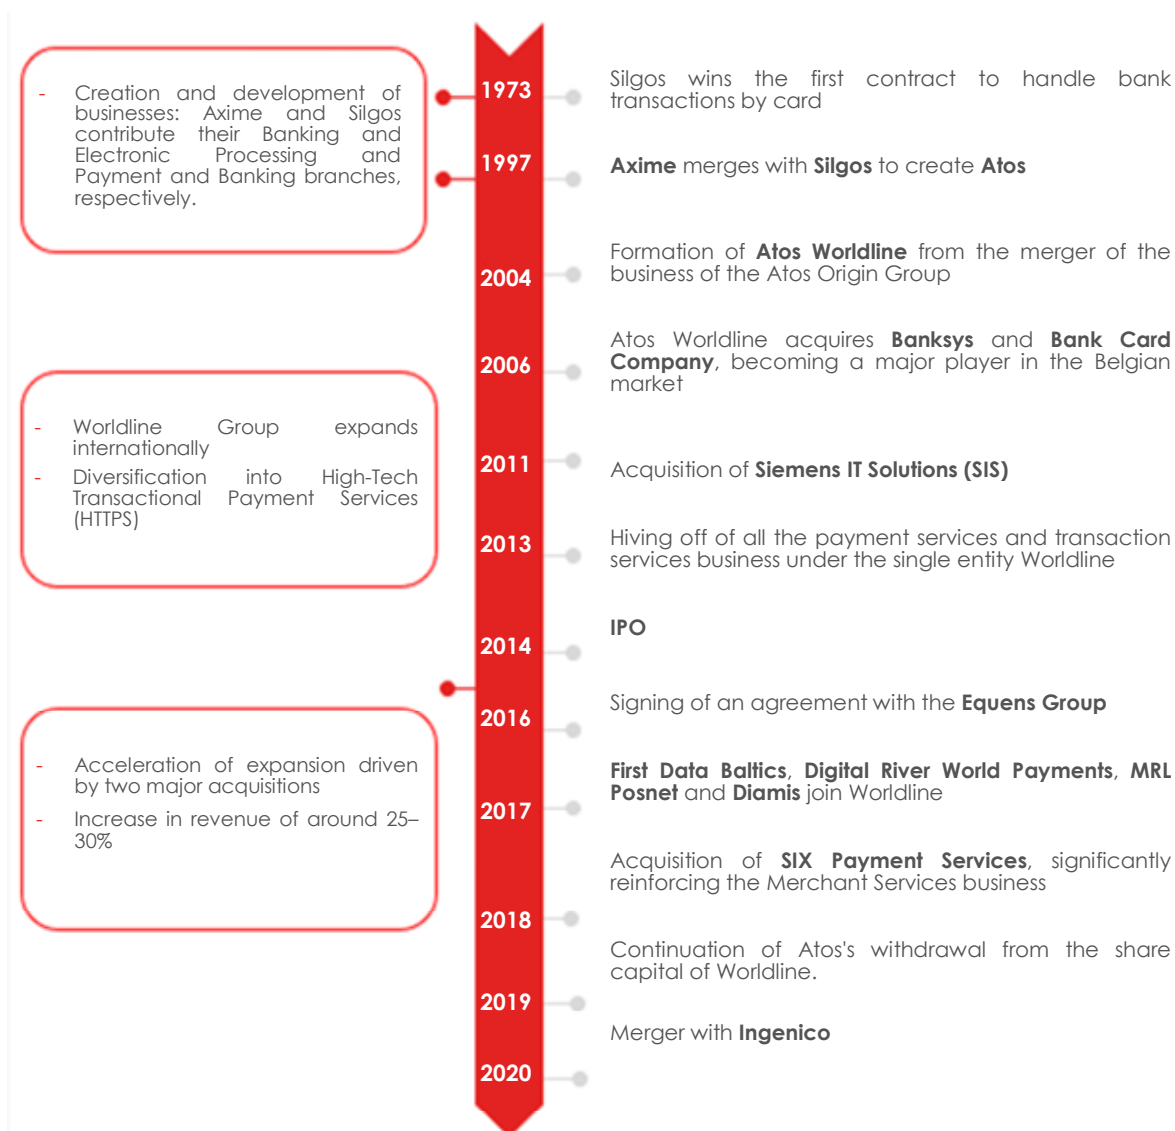 - Creation and development of
businesses: Axime and Silgos
contribute their Banking and
Electronic Processing and
Payment and Banking branches,
respectively.
1973
Silgos wins the first contract to handle bank
transactions by card
1997
Axime merges with Silgos to create Atos
2004
Formation of Atos Worldline from the merger of the
business of the Atos Origin Group
2006
Atos Worldline acquires Banksys and Bank Card
Company, becoming a major player in the Belgian
market
- Worldline Group expands
internationally
- Diversification into High-Tech
Transactional Payment Services
(HTTPS)
2011
Acquisition of Siemens IT Solutions (SIS)
2013
Hiving off of all the payment services and transaction
services business under the single entity Worldline
2014
IPO
2016
Signing of an agreement with the Equens Group
- Acceleration of expansion driven
by two major acquisitions
- Increase in revenue of around 25–
30%
2017
First Data Baltics, Digital River World Payments, MRL
Posnet and Diamis join Worldline
2018
Acquisition of SIX Payment Services, significantly
reinforcing the Merchant Services business
2019
Continuation of Atos's withdrawal from the share
capital of Worldline.
2020
Merger with Ingenico